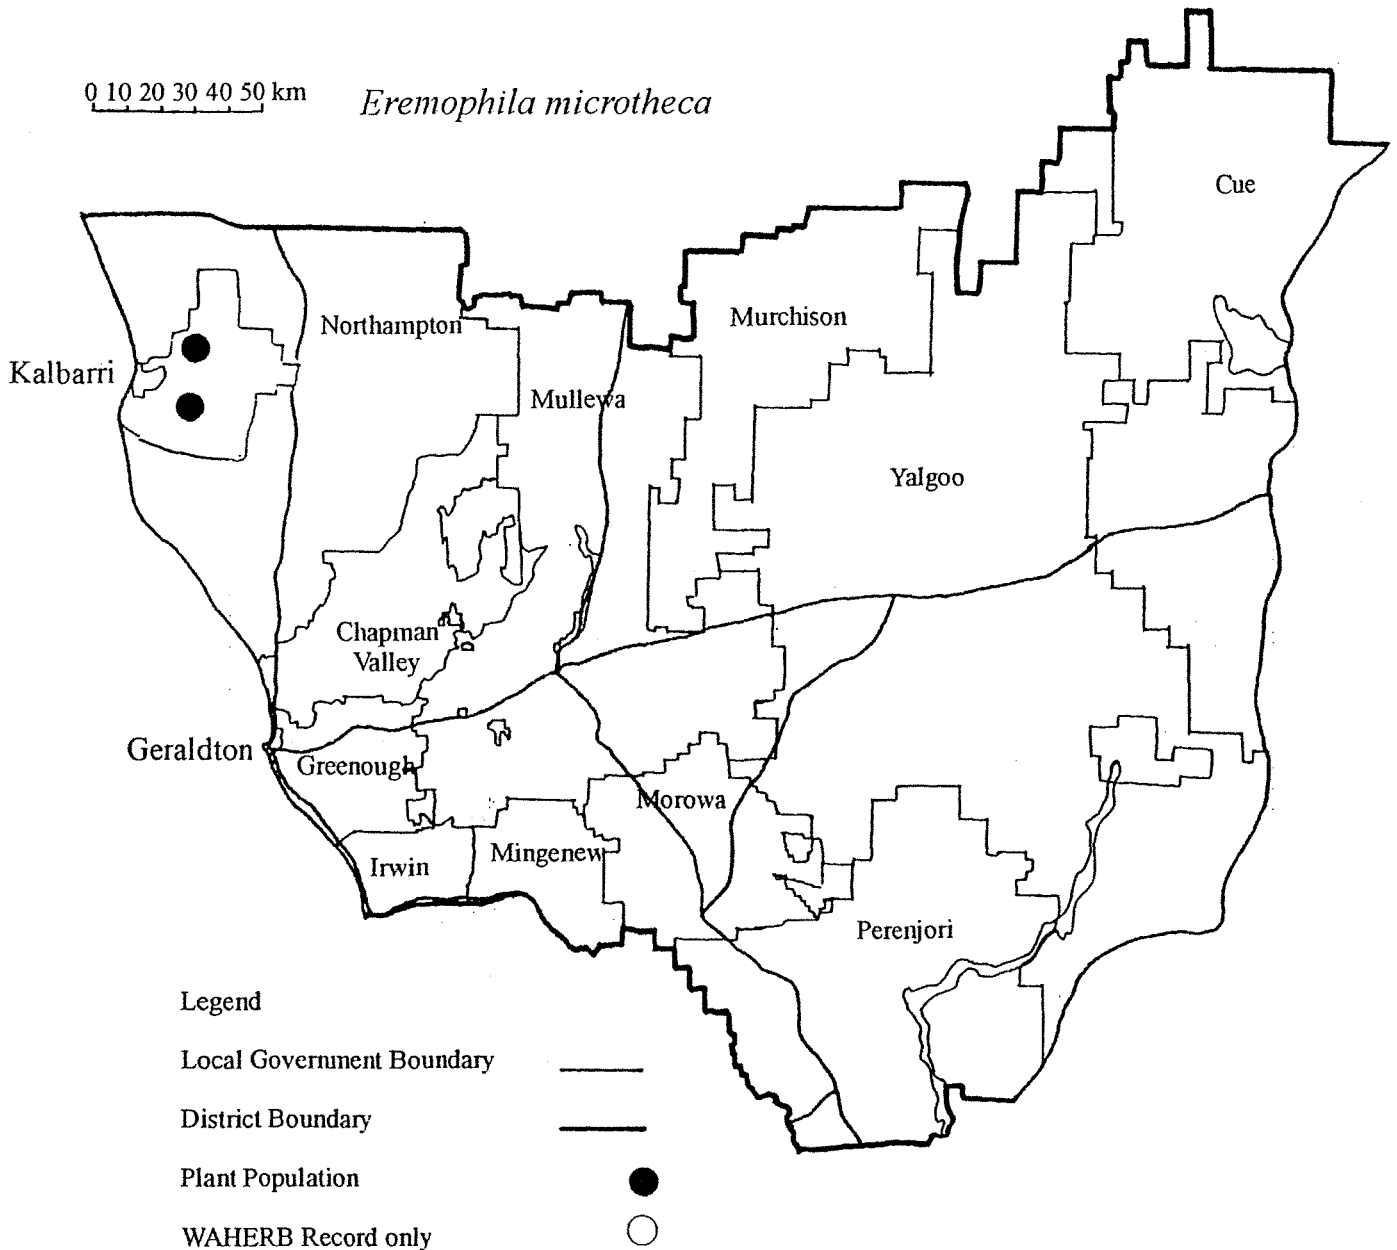 0 10 20 30 40 50 km
Eremophila microtheca
Cue
Northampton
Murchison
Kalbarri
Mullewa
Yalgoo
Chapman
Valley
Geraldton
Greenough
Morowa
Irwin
Mingenew
Perenjori
Legend
Local Government Boundary
District Boundary
Plant Population
WAHERB Record only